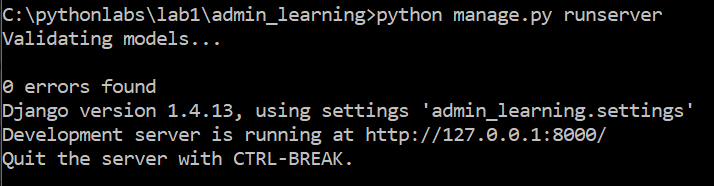 C:\pythonlabs\lab1\admin_learning>python manage.py runserver
Validating models...
0 errors found
Django version 1.4.13, using settings 'admin_learning.settings'
Development server is running at http://127.0.0.1:8000/
Quit the server with CTRL-BREAK.